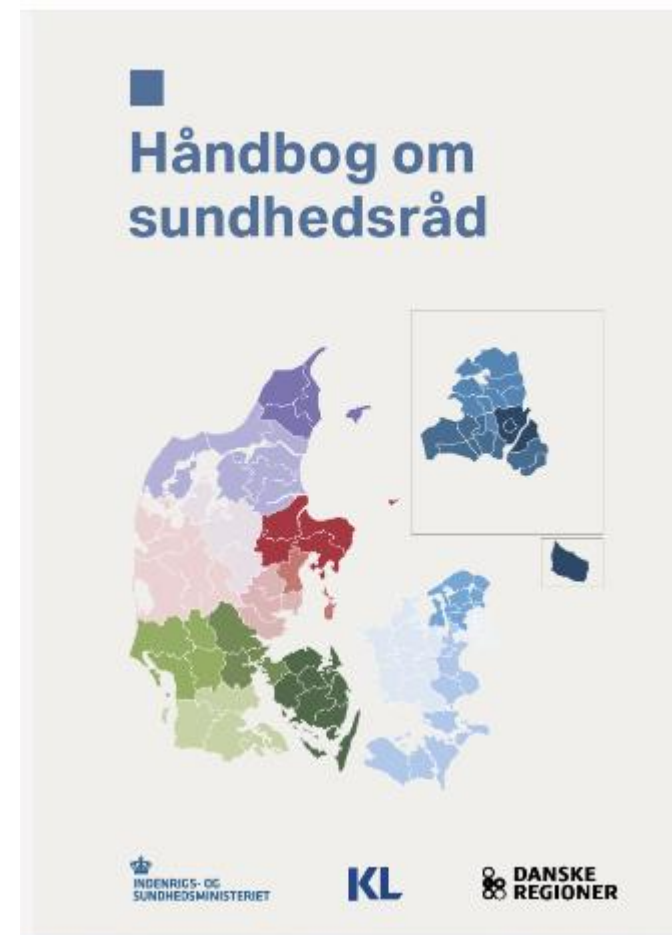 Håndbog om
sundhedsråd
INDENRIGS- OG
SUNDHEDSMINISTERIET
KL
DANSKE
REGIONER